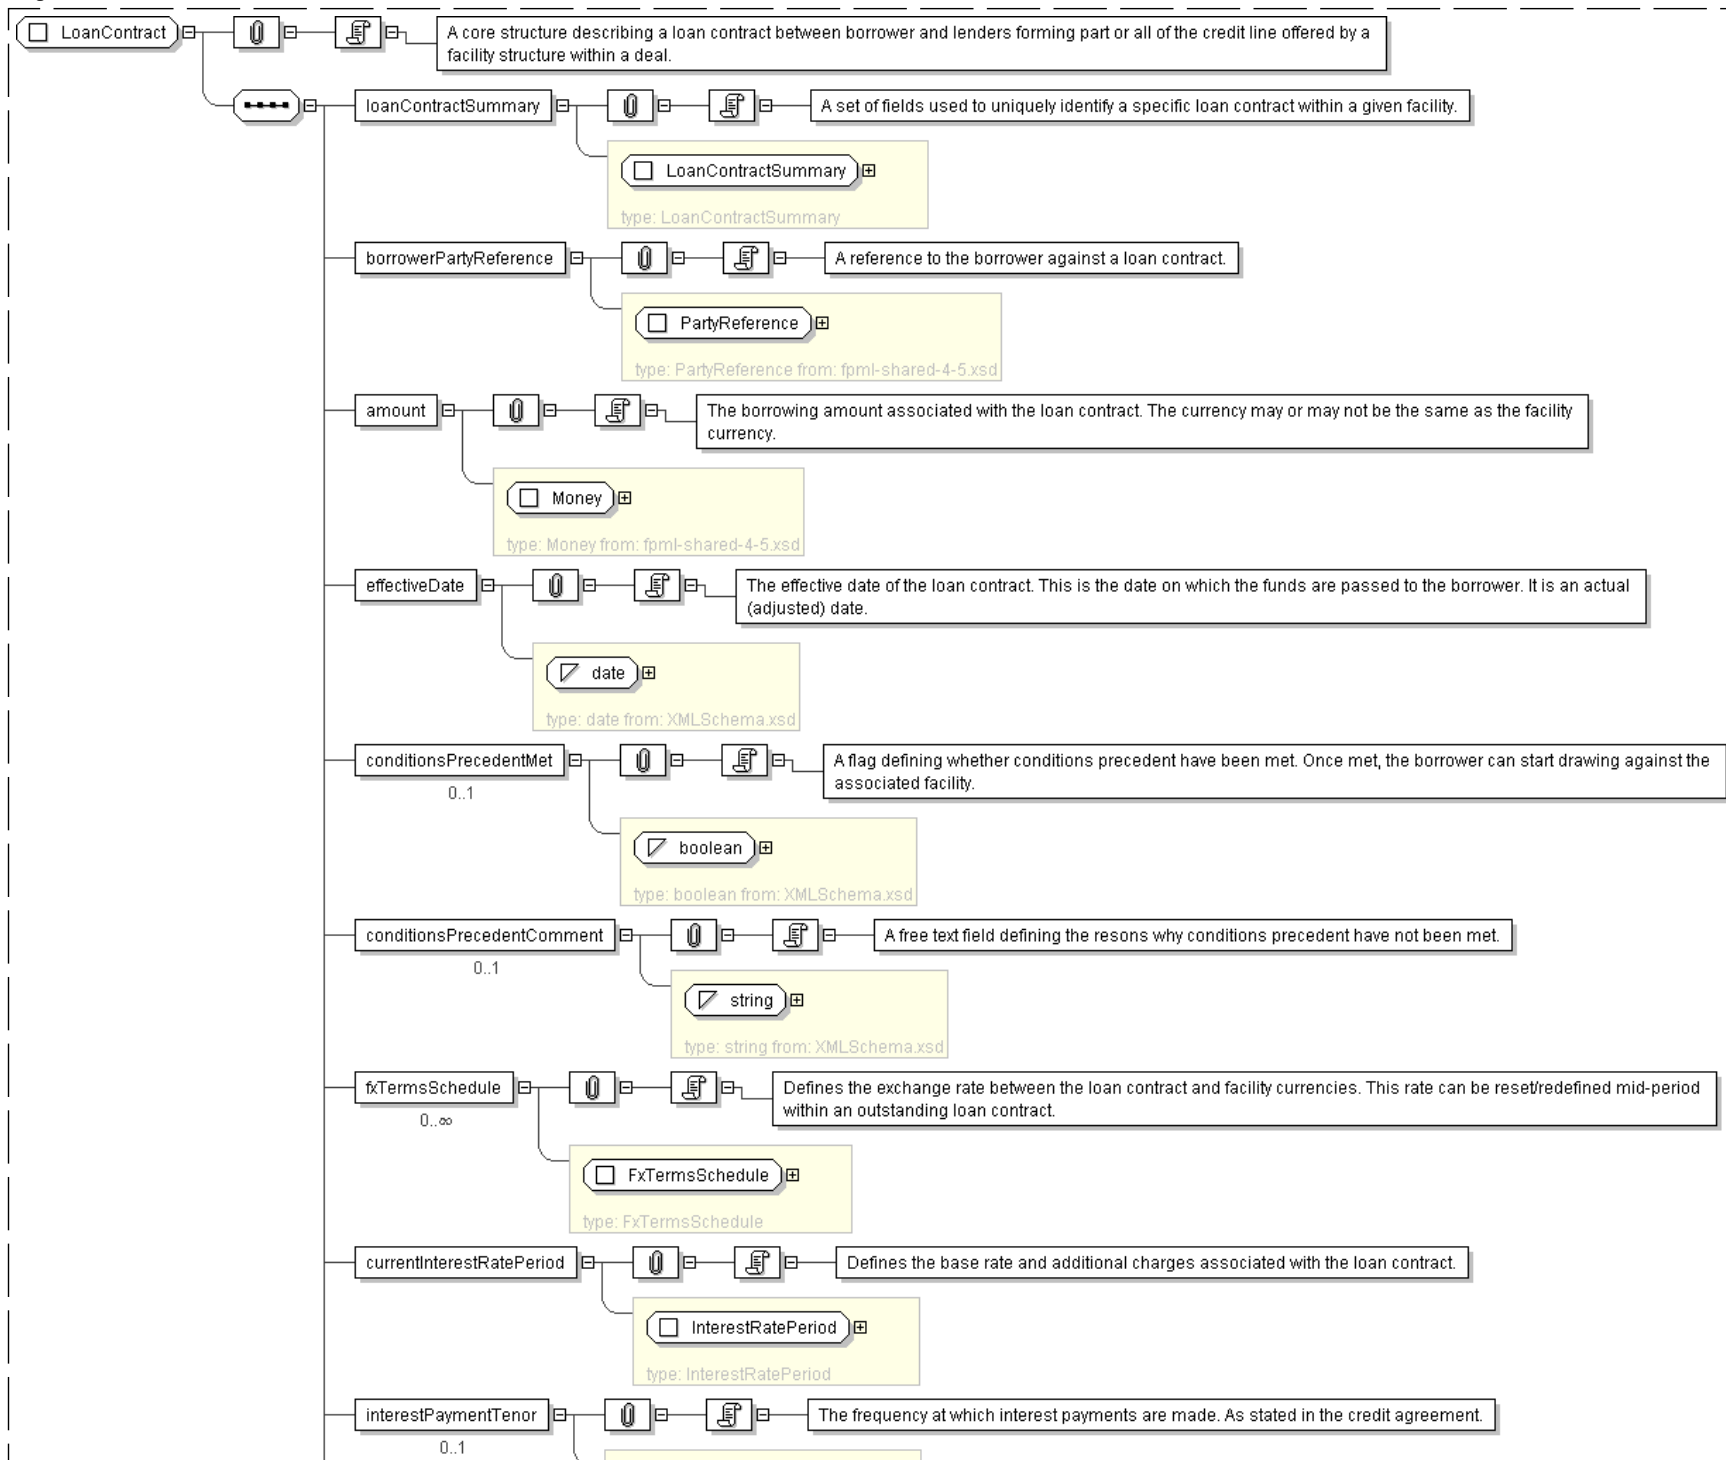 LoanContract
A core structure describing a loan contract between borrower and lenders forming part or all of the credit line offered by a
facility structure within a deal.
loanContractSummary
A set of fields used to uniquely identify a specific loan contract within a given facility.
LoanContractSummary
type: LoanContractSummary
borrowerPartyReference
A reference to the borrower against a loan contract.
PartyReference
type: PartyReference from: fpml-shared-4-5.xsd
amount
The borrowing amount associated with the loan contract. The currency may or may not be the same as the facility
currency.
Money
type: Money from: fpml-shared-4-5.xsd
effectiveDate
The effective date of the loan contract. This is the date on which the funds are passed to the borrower. It is an actual
(adjusted) date.
date
type: date from: XMLSchema.xsd
conditionsPrecedentMet
A flag defining whether conditions precedent have been met. Once met, the borrower can start drawing against the
associated facility.
0..1
boolean
type: boolean from: XMLSchema.xsd
conditionsPrecedentComment
A free text field defining the resons why conditions precedent have not been met.
0..1
string
type: string from: XMLSchema.xsd
fxTermsSchedule
Defines the exchange rate between the loan contract and facility currencies. This rate can be reset/redefined mid-period
within an outstanding loan contract.
0..∞
FxTermsSchedule
type: FxTermsSchedule
currentInterestRatePeriod
Defines the base rate and additional charges associated with the loan contract.
InterestRatePeriod
type: InterestRatePeriod
interestPaymentTenor
The frequency at which interest payments are made. As stated in the credit agreement.
0..1